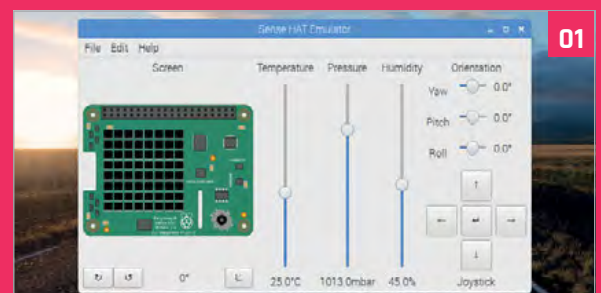 01
Sense HAT Emulator
File Edit Help
Screen
Temperature Pressure Humidity Orientation
Yaw 0.0°
Pitch 0.0°
Roll 0.0°
0° 25.0°C 1013.0mbar 45.0% Joystick